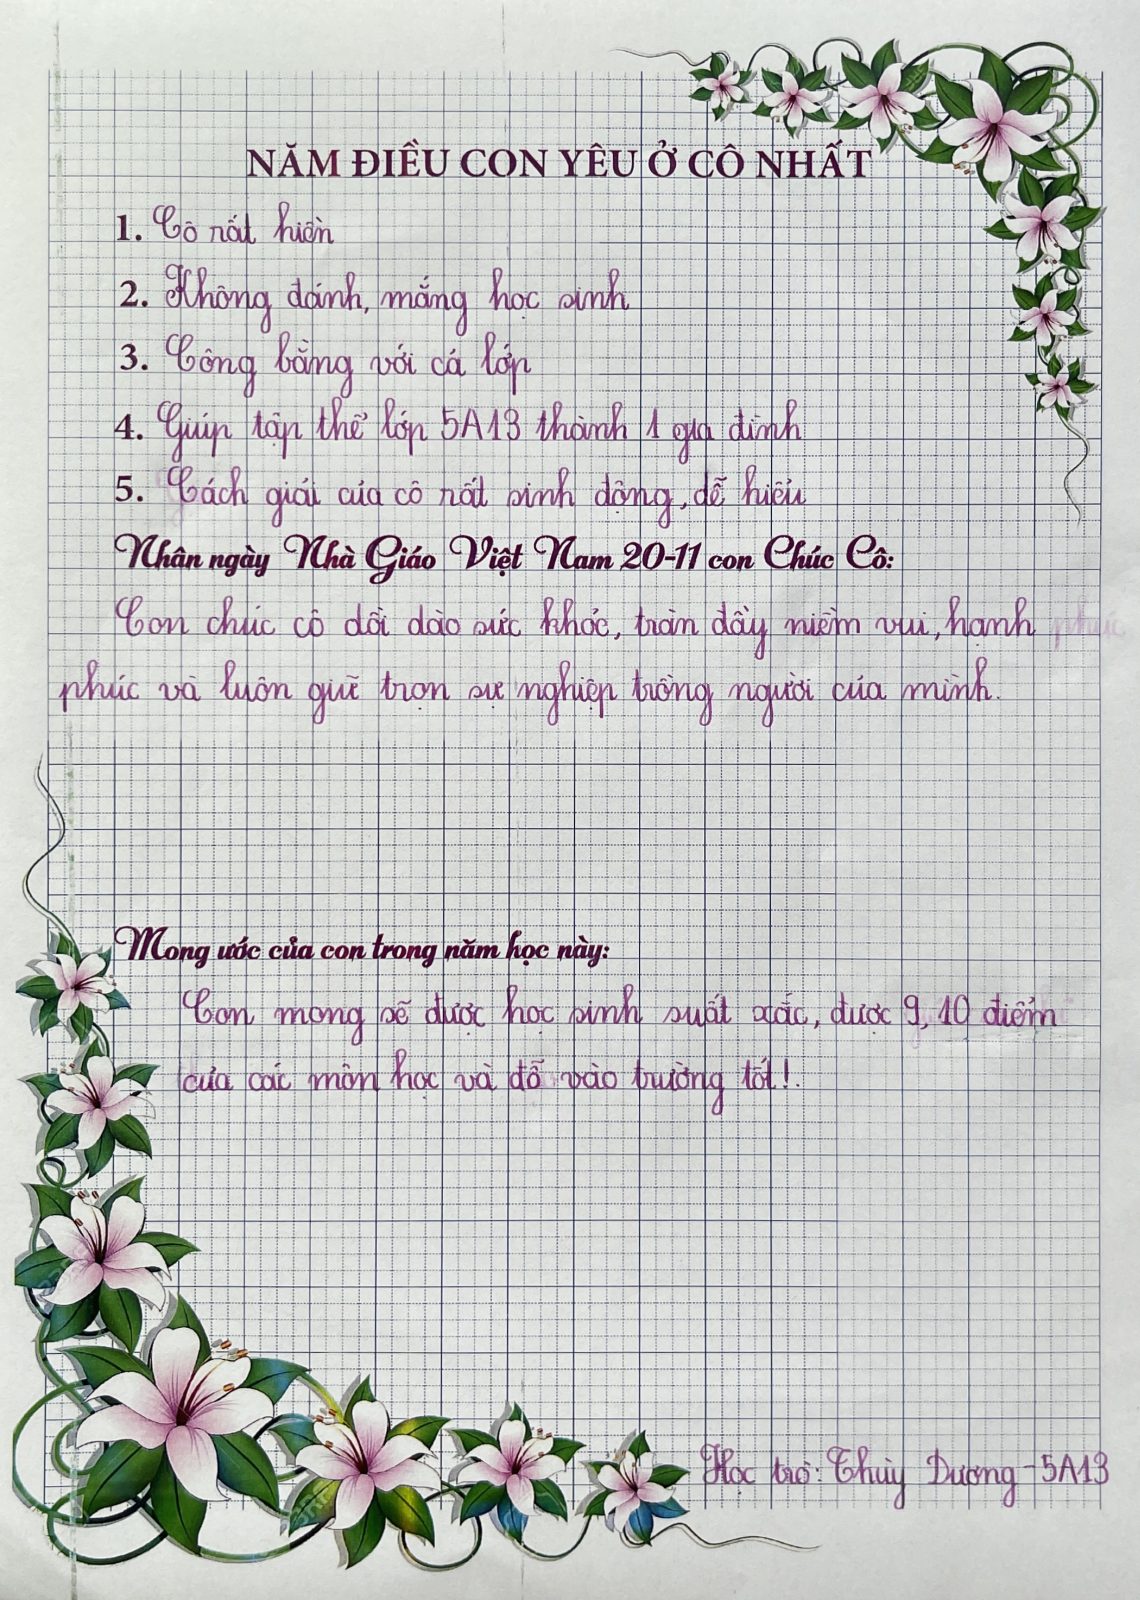 NĂM ĐIỀU CON YÊU Ở CÔ NHẤT
1. Cô rất hiền
2. Không đánh, mắng học sinh
3. Công bằng với cả lớp
4. Giúp tập thể lớp 5A13 thành 1 gia đình
5. Cách giải của cô rất sinh động, dễ hiểu
Nhân ngày Nhà Giáo Việt Nam 20-11 con Chúc Cô:
Con chúc cô dồi dào sức khỏe, tràn đầy niềm vui, hạnh phúc
phúc và luôn giữ trọn sự nghiệp trồng người của mình.
Mong ước của con trong năm học này:
Con mong sẽ được học sinh suất xắc, được 9, 10 điểm
của các môn học và đỗ vào trường tốt!.
Học trò: Thùy Dương - 5A13